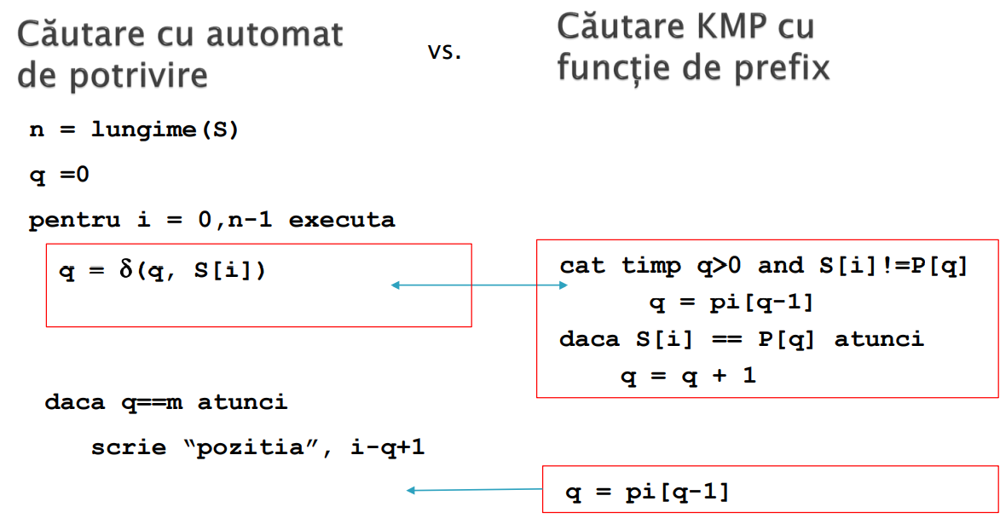 Căutare cu automat
de potrivire
vs.
Căutare KMP cu
funcție de prefix
n = lungime(S)
q =0
pentru i = 0,n-1 executa
q = δ(q, S[i])
cat timp q>0 and S[i]!=P[q]
q = pi[q-1]
daca S[i] == P[q] atunci
q = q + 1
daca q==m atunci
scrie “pozitia”, i-q+1
q = pi[q-1]